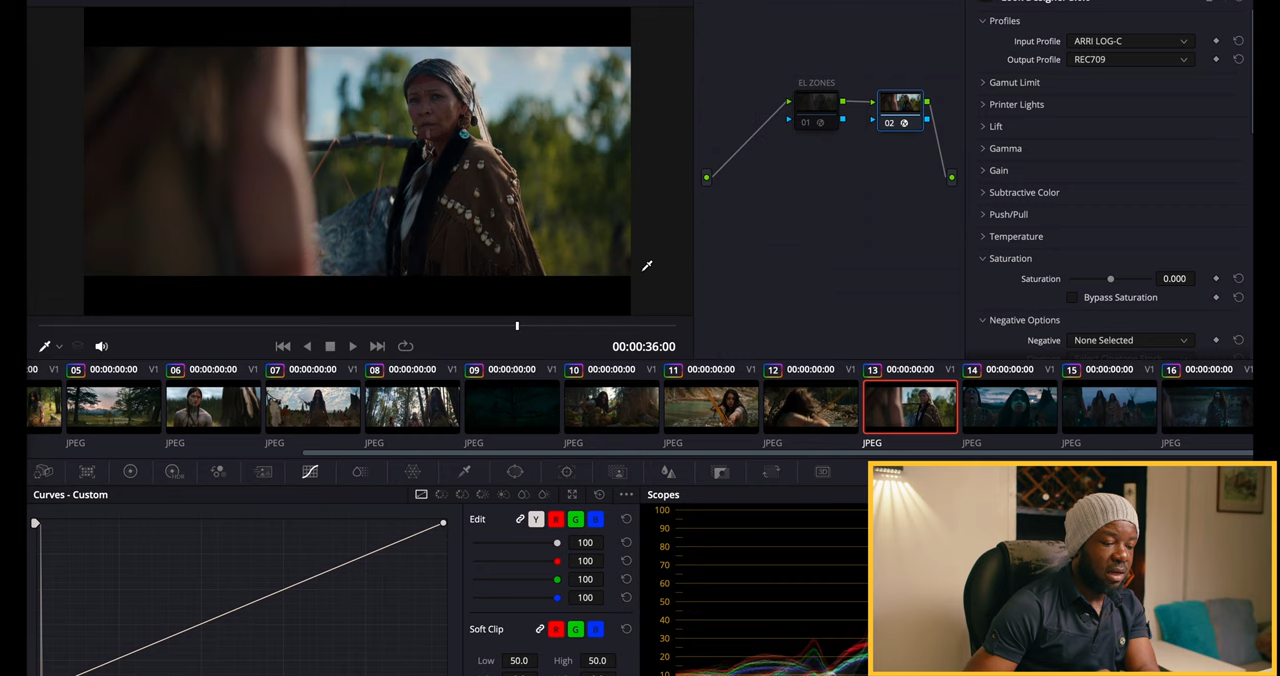 Profiles
Input Profile ARRI LOG-C
Output Profile REC709
Gamut Limit
Printer Lights
Lift
Gamma
Gain
Subtractive Color
Push/Pull
Temperature
Saturation
Saturation 0.000
Bypass Saturation
Negative Options
Negative None Selected
EL ZONES
01
02
00:00:36:00
00 V1 05 00:00:00:00 V1 06 00:00:00:00 V1 07 00:00:00:00 V1 08 00:00:00:00 V1 09 00:00:00:00 V1 10 00:00:00:00 V1 11 00:00:00:00 V1 12 00:00:00:00 V1 13 00:00:00:00 V1 14 00:00:00:00 V1 15 00:00:00:00 V1 16 00:00:00:00 V1
JPEG JPEG JPEG JPEG JPEG JPEG JPEG JPEG JPEG JPEG JPEG JPEG
HDR
3D
Curves - Custom
Edit Y R G B
100
100
100
100
Soft Clip R G B
Low 50.0 High 50.0
Scopes
100
90
80
70
60
50
40
30
20
10